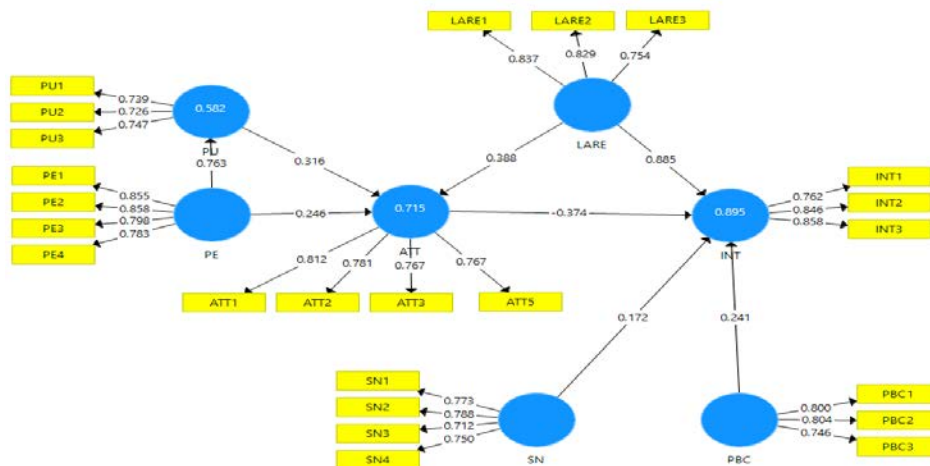 LARE1
LARE2
LARE3
0.837
0.829
0.754
PU1
PU2
PU3
0.739
0.726
0.747
0.582
PU
LARE
0.763
0.316
0.388
0.885
PE1
PE2
PE3
PE4
0.855
0.858
0.798
0.783
PE
0.246
0.715
ATT
-0.374
0.895
INT
0.762
0.846
0.858
INT1
INT2
INT3
0.812
0.781
0.767
0.767
ATT1
ATT2
ATT3
ATT5
0.172
0.241
SN1
SN2
SN3
SN4
0.773
0.788
0.712
0.750
SN
PBC
0.800
0.804
0.746
PBC1
PBC2
PBC3